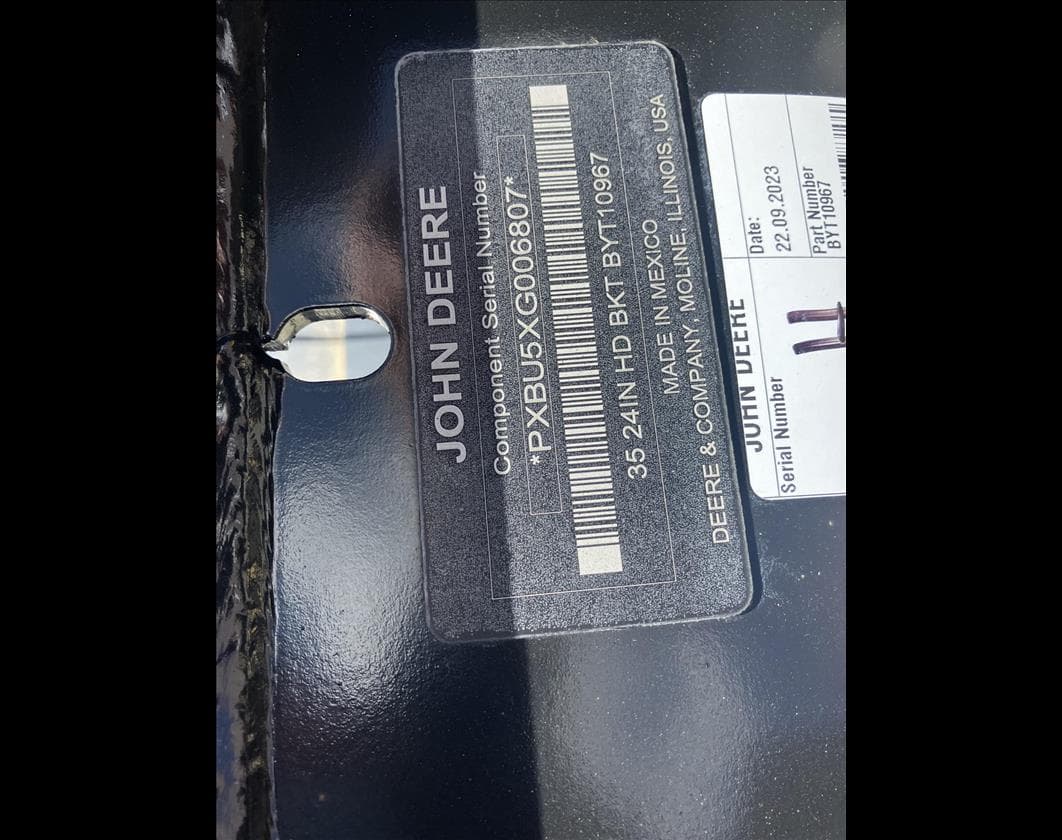 JOHN DEERE
Component Serial Number
*PXBU5XG006807*
35 24IN HD BKT BYT10967
MADE IN MEXICO
DEERE & COMPANY, MOLINE, ILLINOIS, USA
JOHN DEERE
Serial Number
Date:
22.09.2023
Part Number
BYT10967